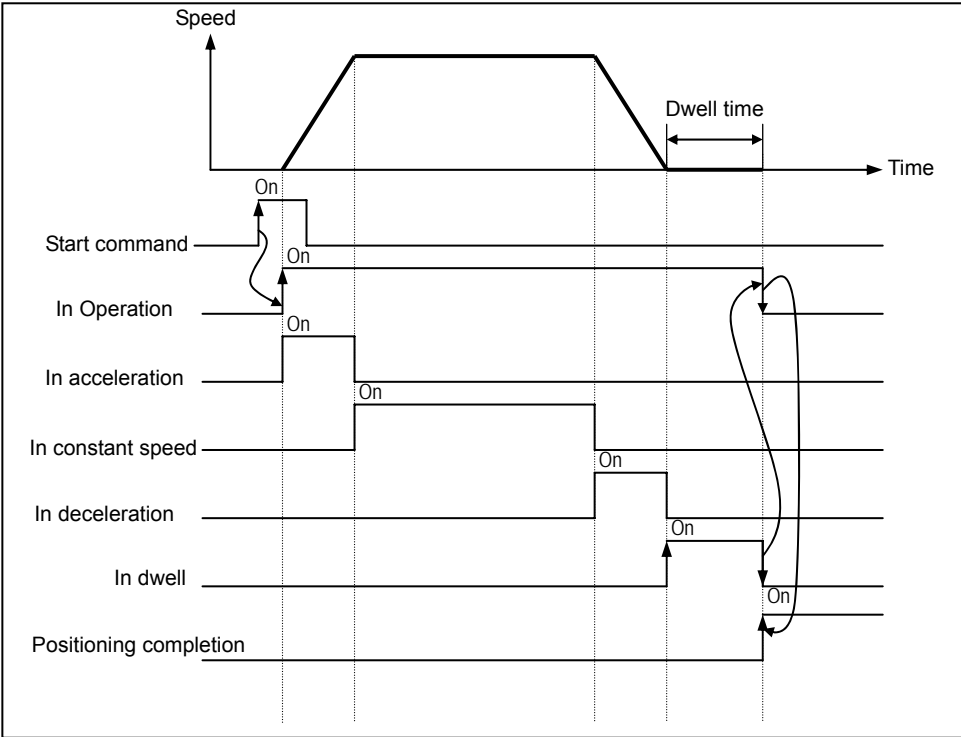 Speed
Dwell time
Time
On
Start command
On
In Operation
On
In acceleration
On
In constant speed
On
In deceleration
On
In dwell
On
Positioning completion